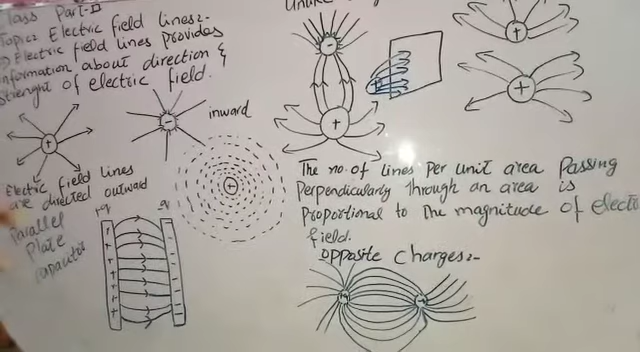 Class Part-II
Topic:- Electric field lines:-
Electric field lines provides
information about direction &
strenght of electric field.
inward
Electric field lines
are directed outward
Parallel
Plate
capacitor
Unlike
The no. of lines per unit area Passing
Perpendicularly through an area is
Proportional to the magnitude of electric
field.
opposite charges:-